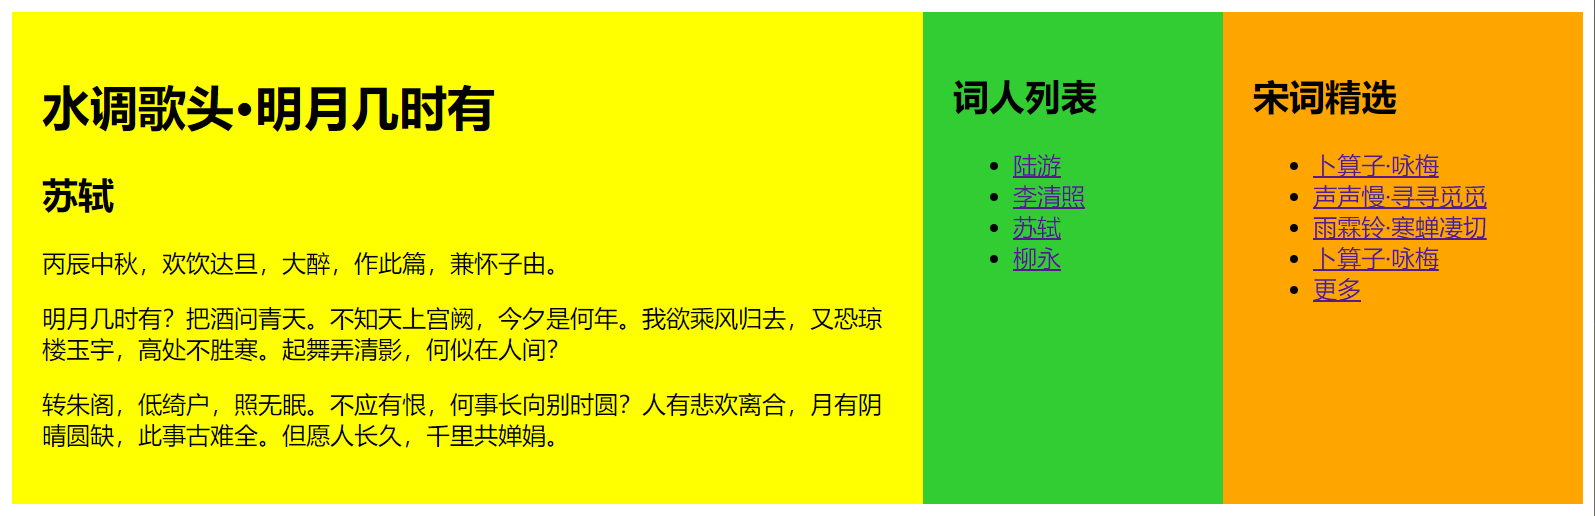 水调歌头·明月几时有
苏轼
丙辰中秋，欢饮达旦，大醉，作此篇，兼怀子由。
明月几时有？把酒问青天。不知天上宫阙，今夕是何年。我欲乘风归去，又恐琼
楼玉宇，高处不胜寒。起舞弄清影，何似在人间？
转朱阁，低绮户，照无眠。不应有恨，何事长向别时圆？人有悲欢离合，月有阴
晴圆缺，此事古难全。但愿人长久，千里共婵娟。
词人列表
陆游
李清照
苏轼
柳永
宋词精选
卜算子·咏梅
声声慢·寻寻觅觅
雨霖铃·寒蝉凄切
卜算子·咏梅
更多